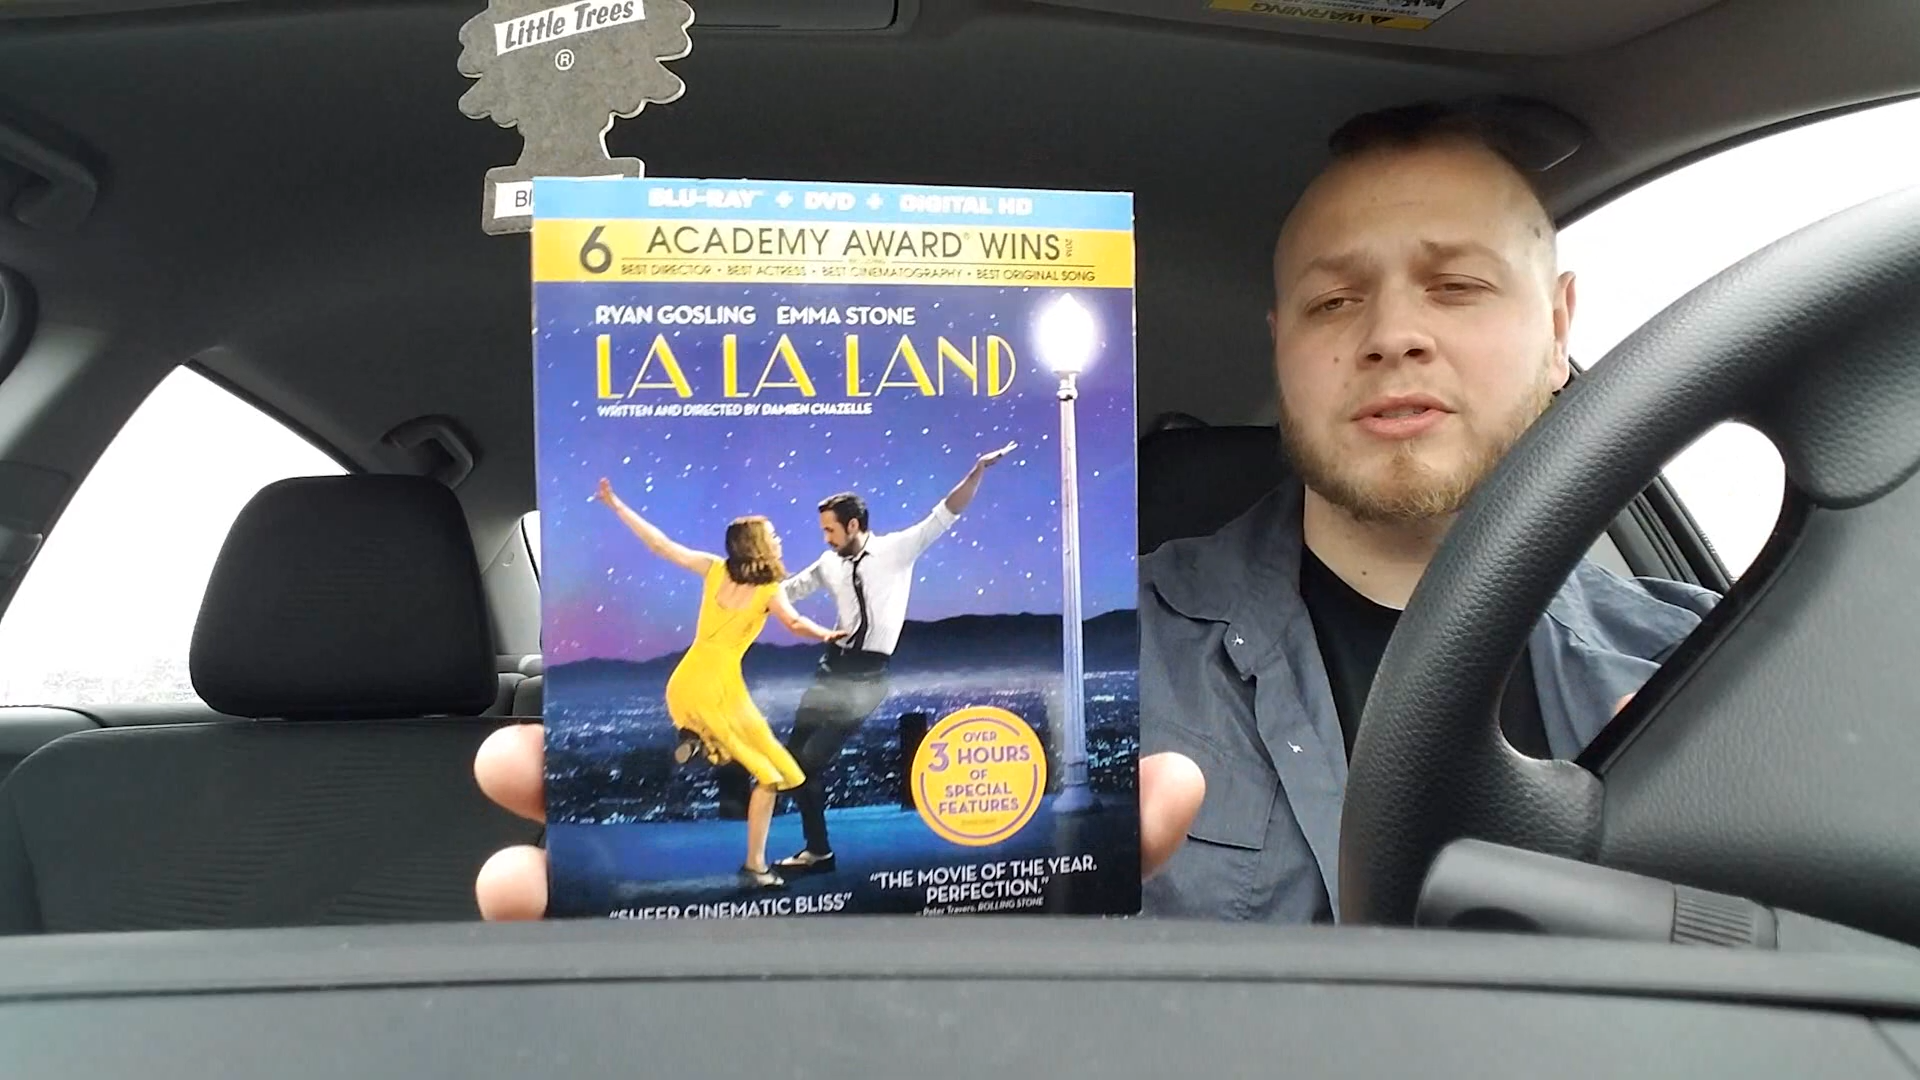 Little Trees
®
Bl
WARNING
BLU-RAY™ + DVD + DIGITAL HD
6 ACADEMY AWARD® WINS
BEST DIRECTOR • BEST ACTRESS • BEST CINEMATOGRAPHY • BEST ORIGINAL SONG
RYAN GOSLING EMMA STONE
LA LA LAND
WRITTEN AND DIRECTED BY DAMIEN CHAZELLE
OVER
3 HOURS
OF
SPECIAL
FEATURES
"THE MOVIE OF THE YEAR.
PERFECTION."
– Peter Travers, ROLLING STONE
"SHEER CINEMATIC BLISS"